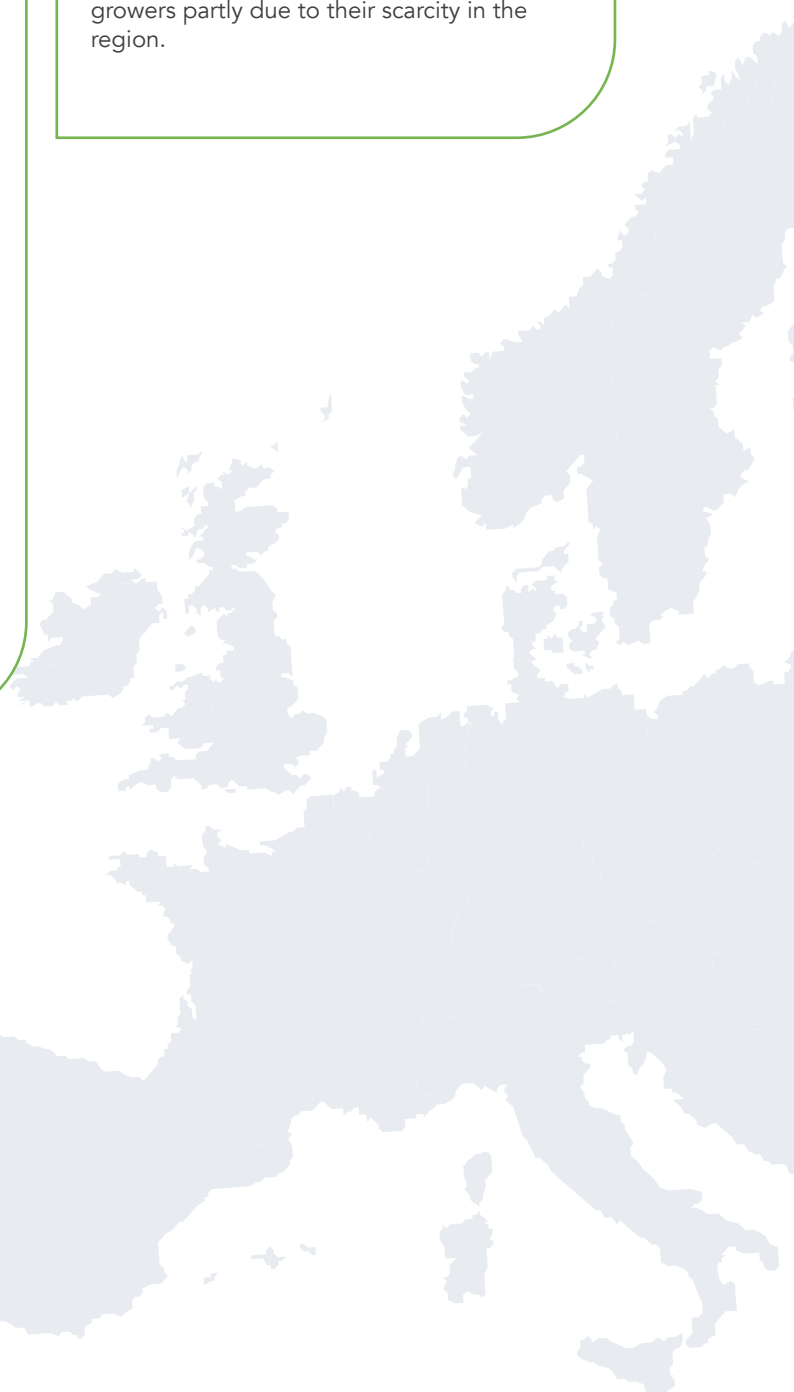 growers partly due to their scarcity in the
region.